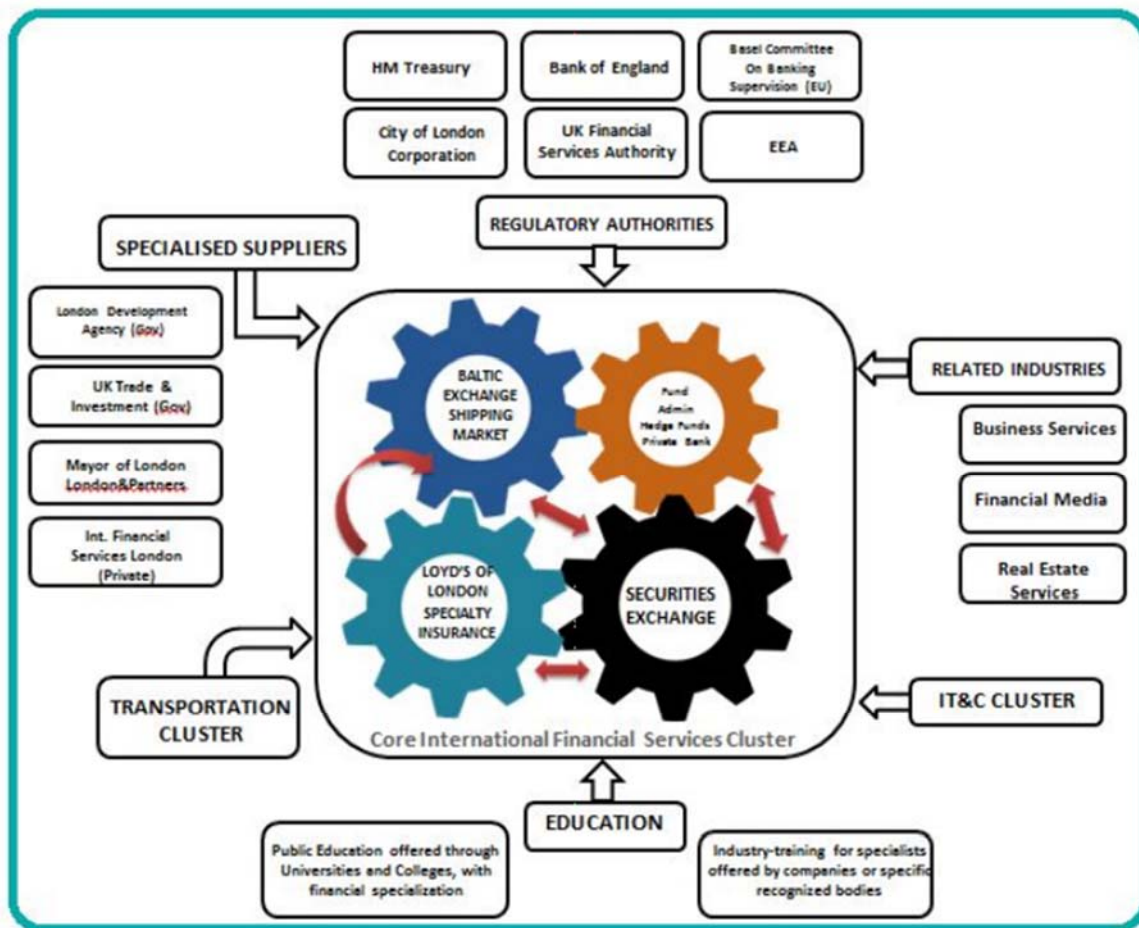 HM Treasury
Bank of England
Basel Committee
On Banking
Supervision (EU)
City of London
Corporation
UK Financial
Services Authority
EEA
REGULATORY AUTHORITIES
SPECIALISED SUPPLIERS
London Development
Agency (Gov)
UK Trade &
Investment (Gov)
Mayor of London
London&Partners
Int. Financial
Services London
(Private)
BALTIC
EXCHANGE
SHIPPING
MARKET
Fund
Admin
Hedge Funds
Private Bank
LOYD'S OF
LONDON
SPECIALTY
INSURANCE
SECURITIES
EXCHANGE
Core International Financial Services Cluster
RELATED INDUSTRIES
Business Services
Financial Media
Real Estate
Services
TRANSPORTATION
CLUSTER
IT&C CLUSTER
EDUCATION
Public Education offered through
Universities and Colleges, with
financial specialization
Industry-training for specialists
offered by companies or specific
recognized bodies